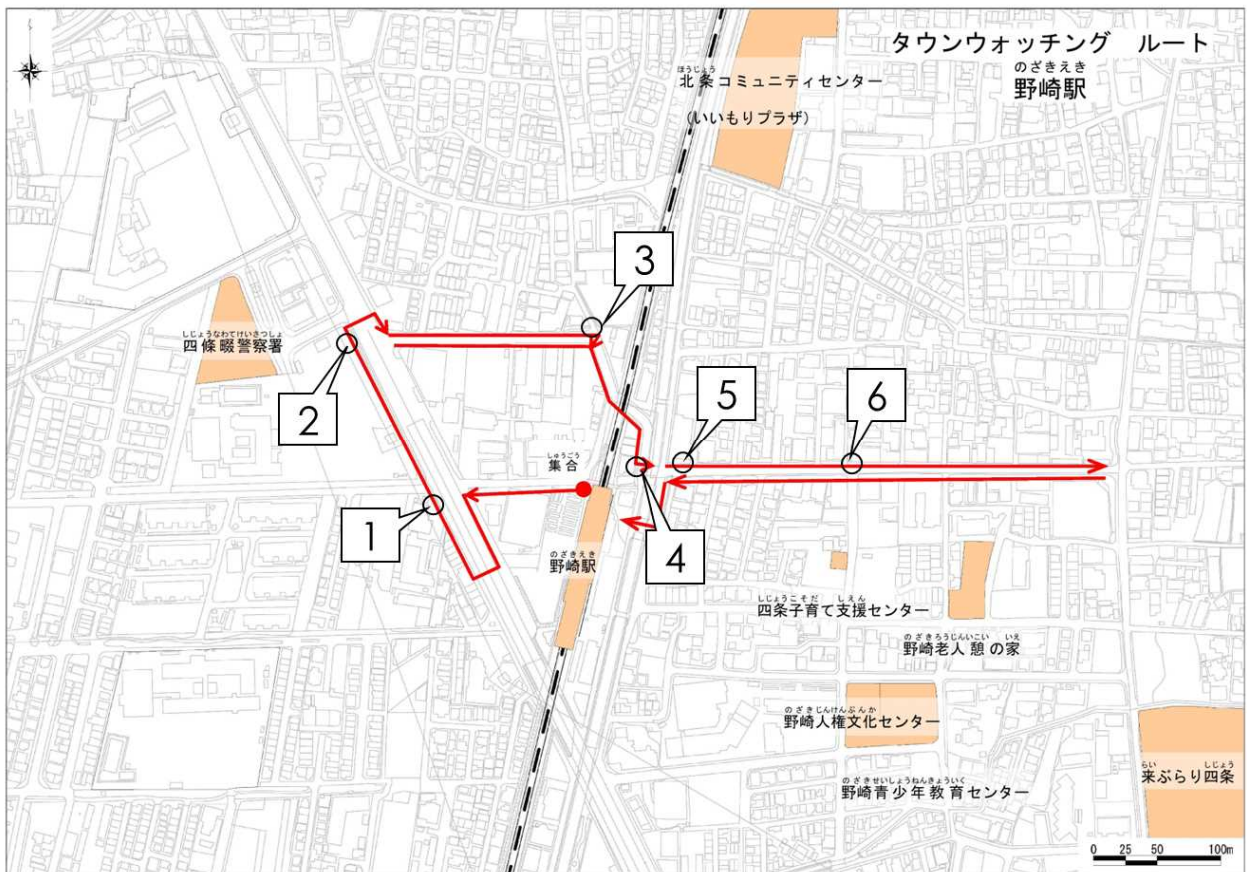 タウンウォッチング ルート
のざきえき
野崎駅
ほうじょう
北条コミュニティセンター
(いいもりプラザ)
3
しじょうなわてけいさつしょ
四條畷警察署
2
5
6
しゅうごう
集合
1
4
のざきえき
野崎駅
しじょうこそだ しえん
四条子育て支援センター
のざきろうじんいこい いえ
野崎老人憩の家
のざきじんけんぶんか
野崎人権文化センター
らい しじょう
来ぶらり四条
のざきせいしょうねんきょういく
野崎青少年教育センター
0 25 50 100m